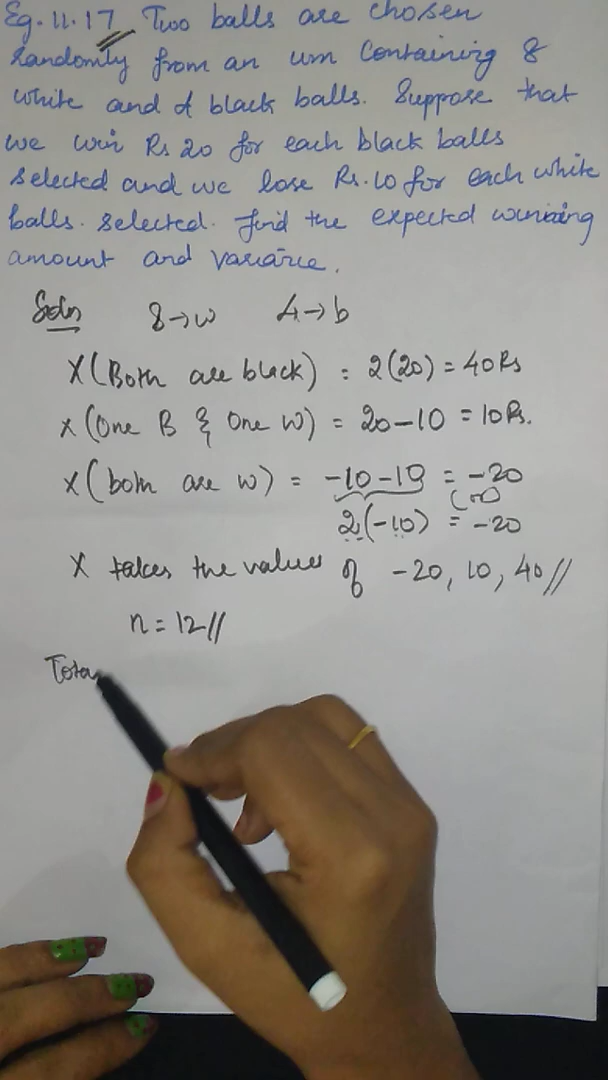 Eg. 11.17, Two balls are chosen
randomly from an urn containing 8
white and 4 black balls. Suppose that
we win Rs 20 for each black balls
selected and we lose Rs. 10 for each white
balls. selected. find the expected winning
amount and variance.
Soln 8→w 4→b
X (Both are black) = 2(20) = 40Rs
X (One B & One W) = 20-10 = 10Rs.
X (both are w) = -10-10 = -20
(or)
2(-10) = -20
X takes the values of -20, 10, 40//
n = 12//
Tota